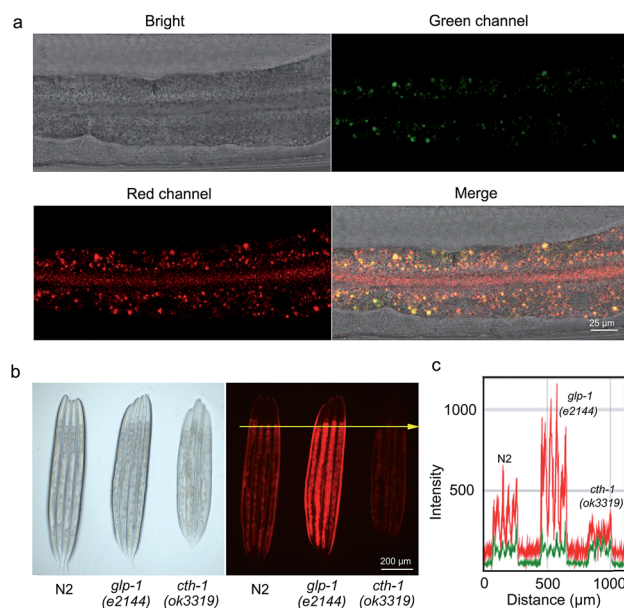 a
Bright
Green channel
Red channel
Merge
25 µm
b
200 µm
N2
glp-1
(e2144)
cth-1
(ok3319)
N2
glp-1
(e2144)
cth-1
(ok3319)
c
Intensity
1000
500
N2
glp-1
(e2144)
cth-1
(ok3319)
0
500
1000
Distance (µm)